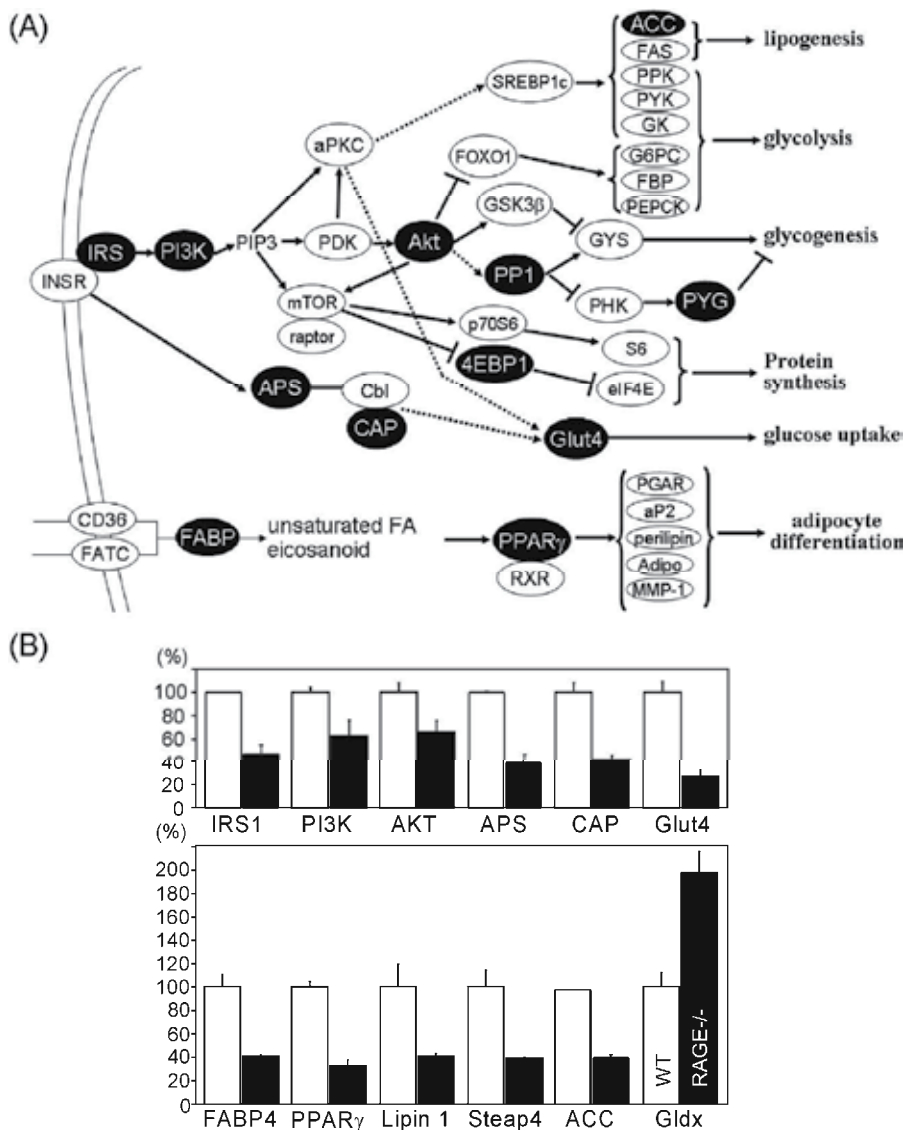 (A)
ACC
FAS
lipogenesis
SREBP1c
PPK
PYK
GK
aPKC
FOXO1
G6PC
glycolysis
FBP
PEPCK
GSK3β
IRS
PI3K
PIP3
PDK
Akt
GYS
glycogenesis
INSR
PP1
PHK
PYG
mTOR
raptor
p70S6
S6
4EBP1
eIF4E
Protein
synthesis
APS
Cbl
CAP
Glut4
glucose uptake
PGAR
CD36
FATC
FABP
unsaturated FA
eicosanoid
PPARγ
RXR
aP2
perilipin
Adipo
MMP-1
adipocyte
differentiation
(B)
(%)
100
80
60
40
20
0
IRS1 PI3K AKT APS CAP Glut4
(%)
200
180
160
140
120
100
80
60
40
20
0
WT
RAGE-/-
FABP4 PPARγ Lipin 1 Steap4 ACC Gldx